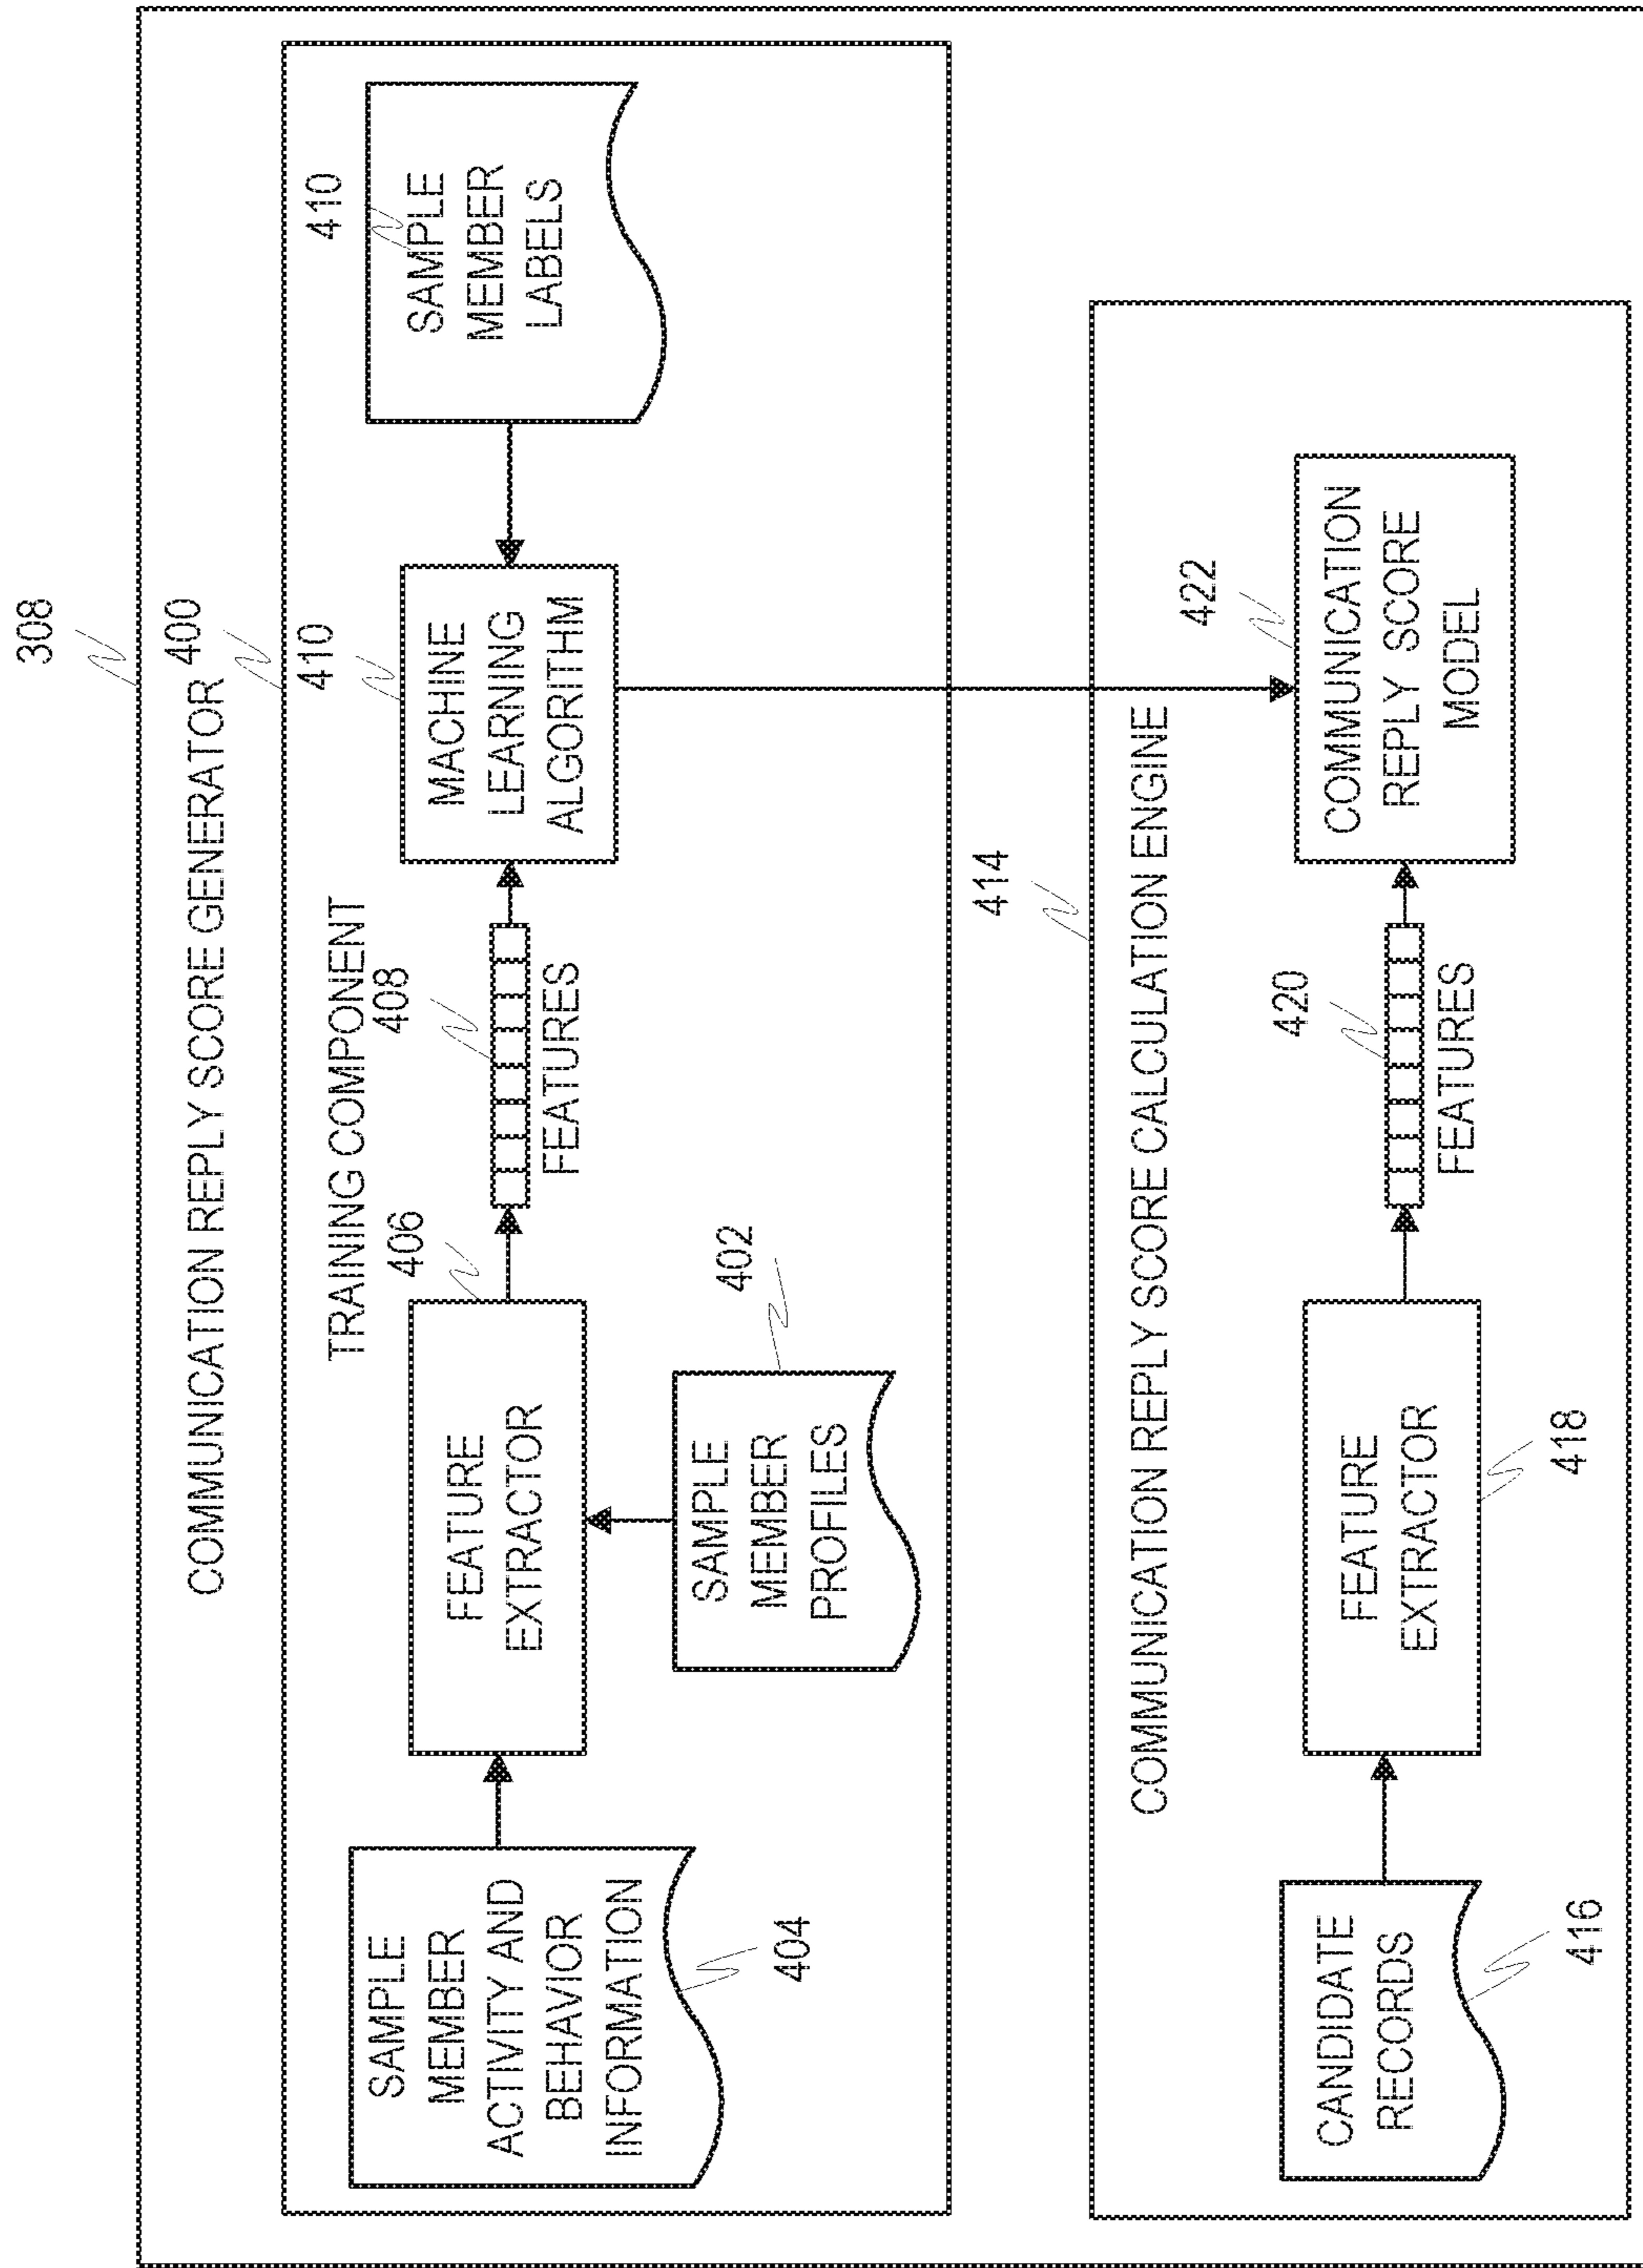 308
COMMUNICATION REPLY SCORE GENERATOR
400
TRAINING COMPONENT
SAMPLE
MEMBER
ACTIVITY AND
BEHAVIOR
INFORMATION
404
FEATURE
EXTRACTOR
406
SAMPLE
MEMBER
PROFILES
402
408
FEATURES
410
MACHINE
LEARNING
ALGORITHM
410
SAMPLE
MEMBER
LABELS
414
COMMUNICATION REPLY SCORE CALCULATION ENGINE
CANDIDATE
RECORDS
416
FEATURE
EXTRACTOR
418
420
FEATURES
422
COMMUNICATION
REPLY SCORE
MODEL